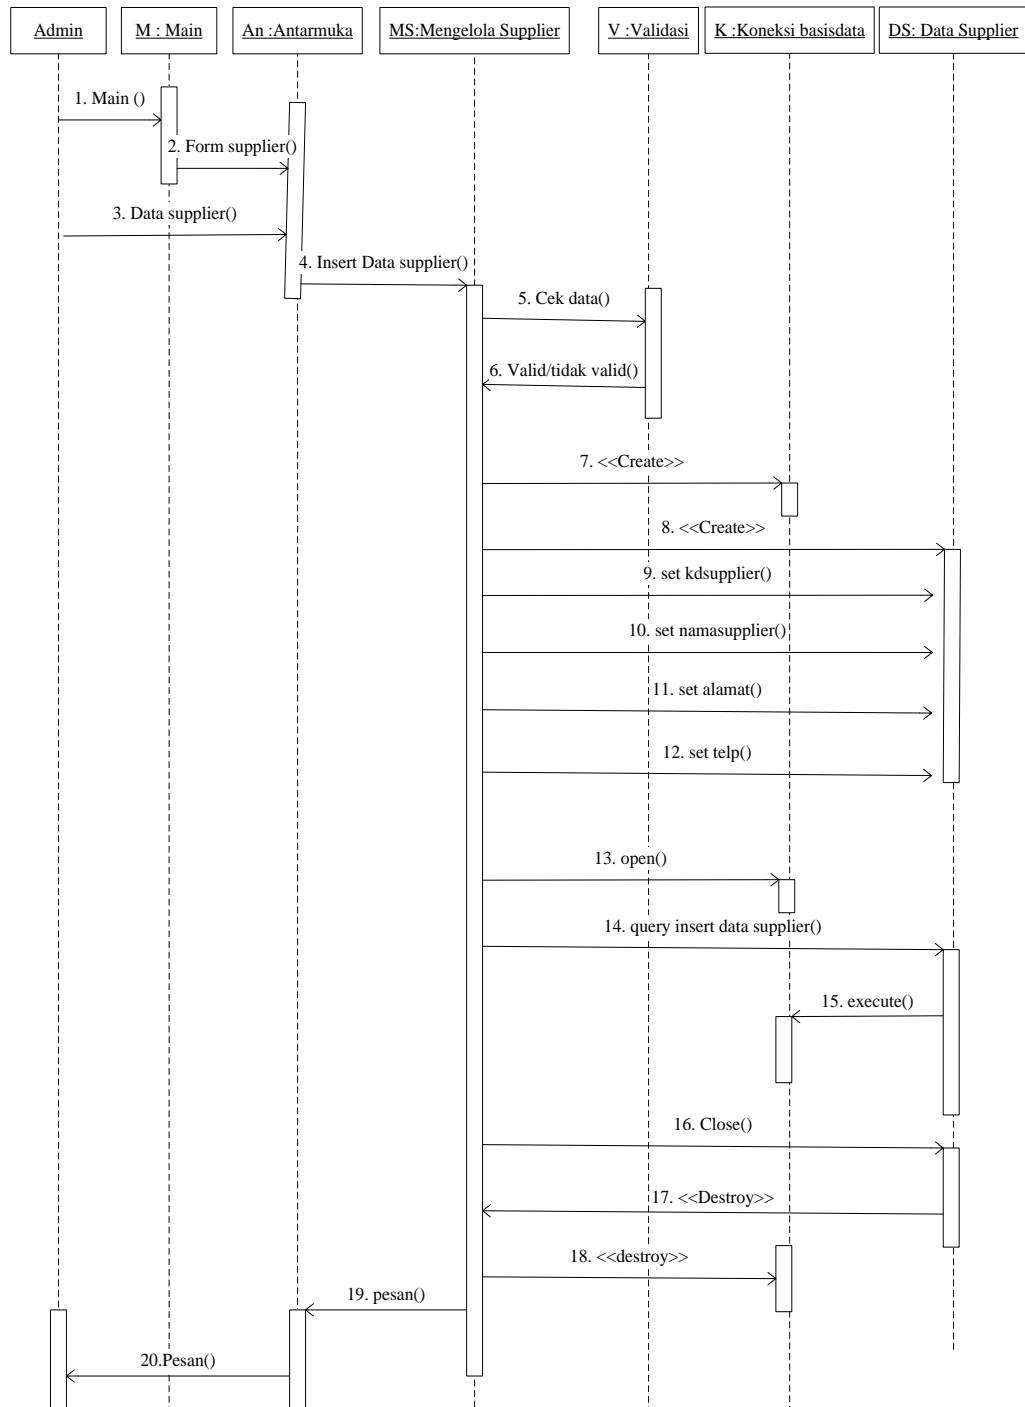 Admin
M : Main
An :Antarmuka
MS:Mengelola Supplier
V :Validasi
K :Koneksi basisdata
DS: Data Supplier
1. Main ()
2. Form supplier()
3. Data supplier()
4. Insert Data supplier()
5. Cek data()
6. Valid/tidak valid()
7. <<Create>>
8. <<Create>>
9. set kdsupplier()
10. set namasupplier()
11. set alamat()
12. set telp()
13. open()
14. query insert data supplier()
15. execute()
16. Close()
17. <<Destroy>>
18. <<destroy>>
19. pesan()
20.Pesan()